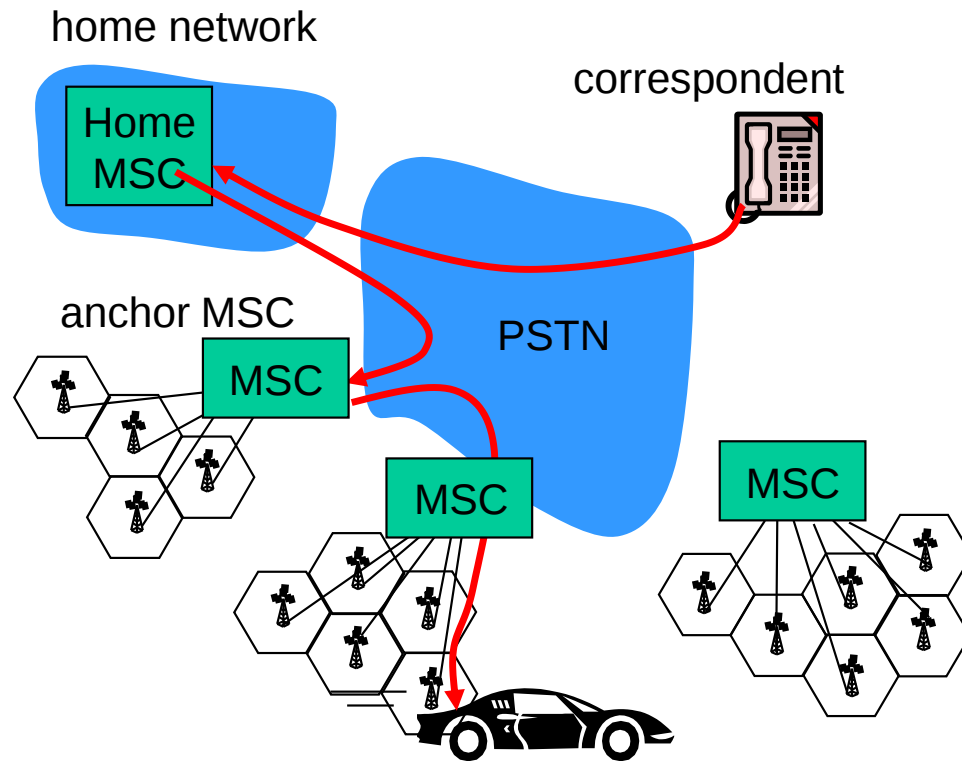 home network
correspondent
Home
MSC
anchor MSC
PSTN
MSC
MSC
MSC